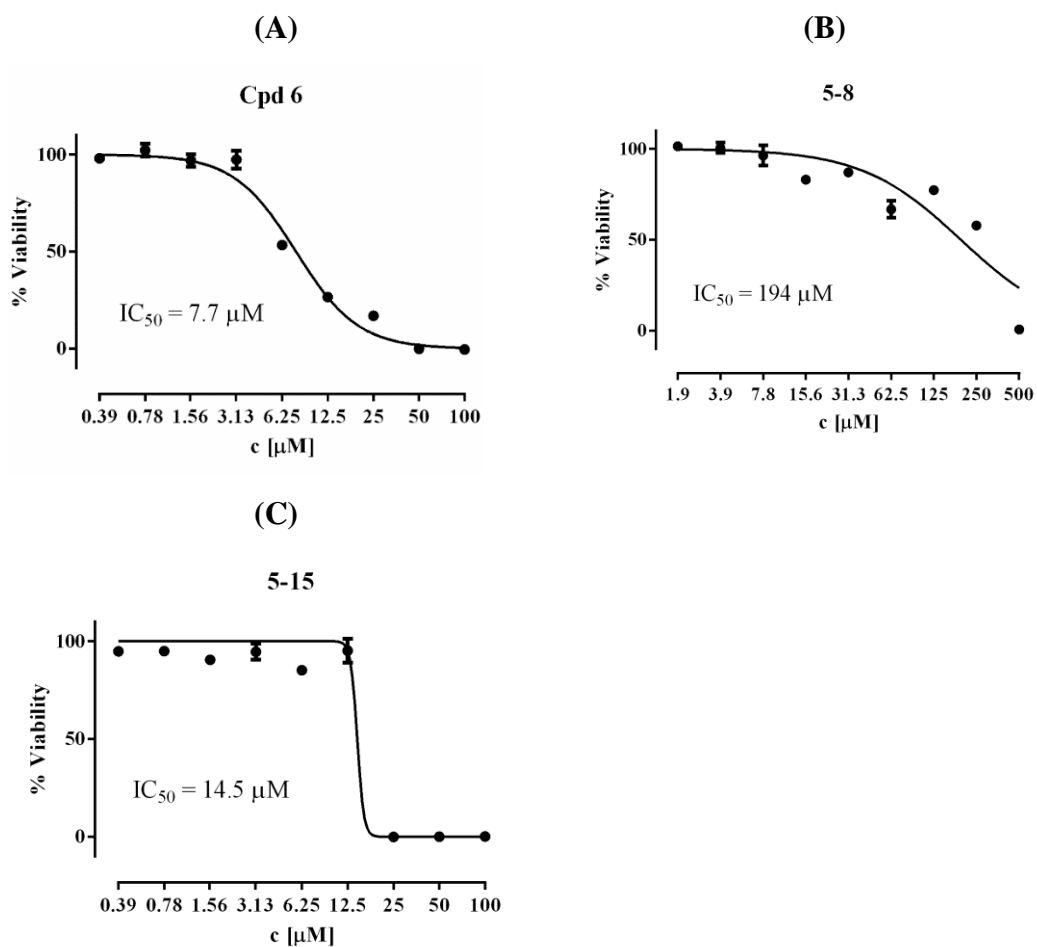 (A)
Cpd 6
100
50
0
% Viability
IC50 = 7.7 μM
0.39 0.78 1.56 3.13 6.25 12.5 25 50 100
c [μM]
(B)
5-8
100
50
0
% Viability
IC50 = 194 μM
1.9 3.9 7.8 15.6 31.3 62.5 125 250 500
c [μM]
(C)
5-15
100
50
0
% Viability
IC50 = 14.5 μM
0.39 0.78 1.56 3.13 6.25 12.5 25 50 100
c [μM]